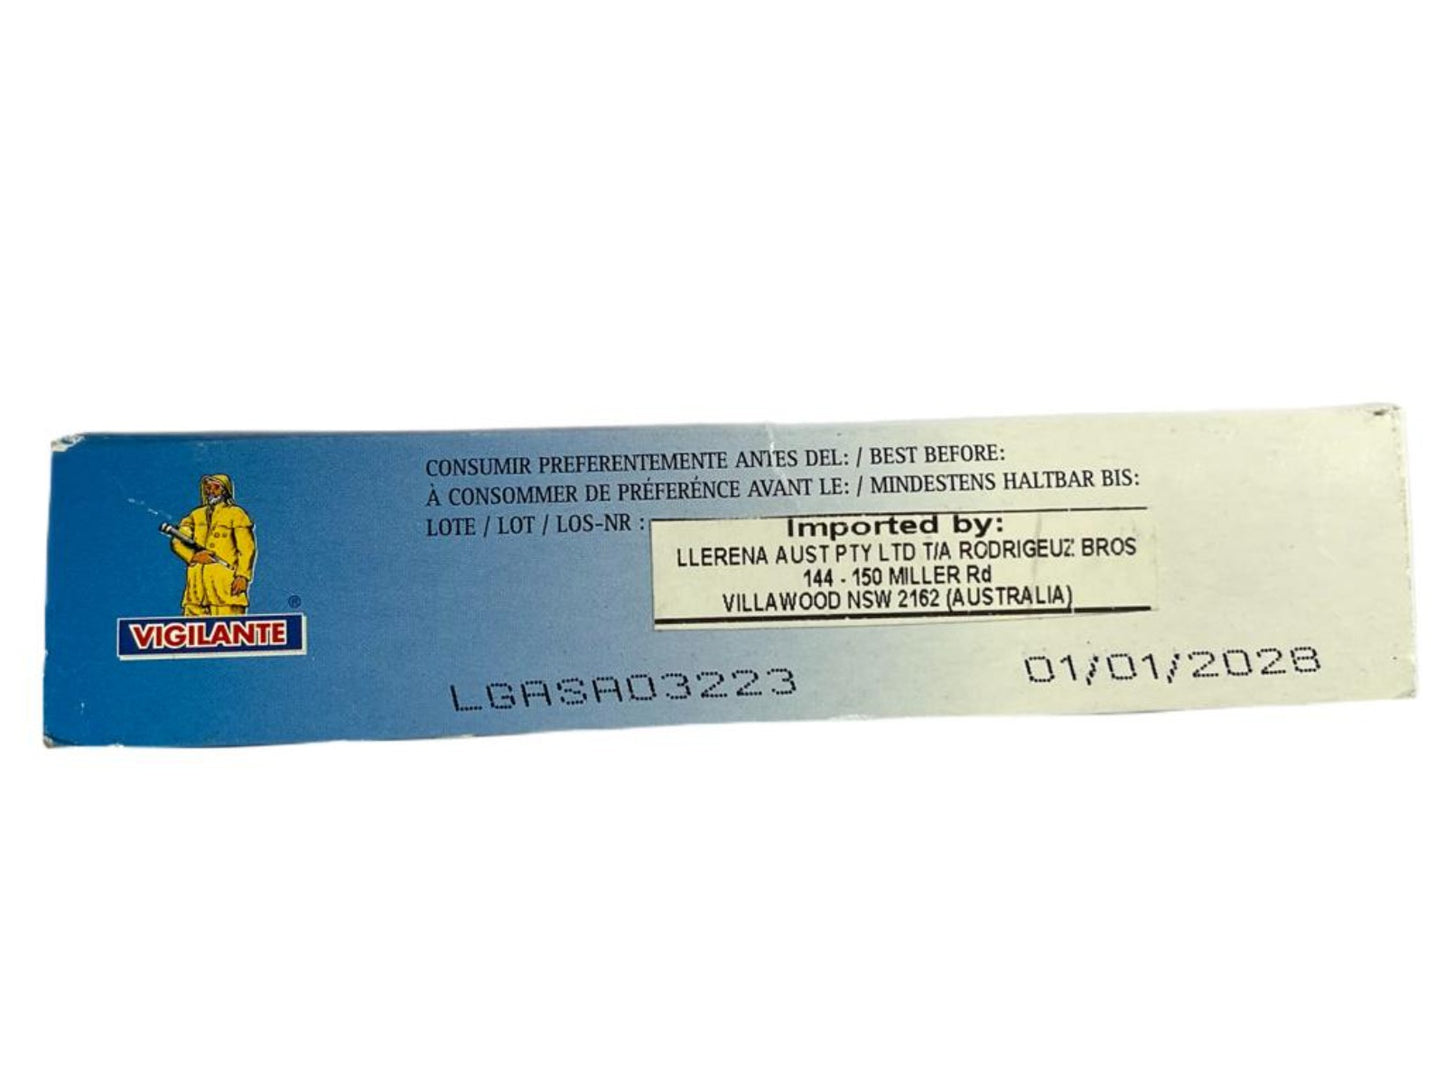 CONSUMIR PREFERENTEMENTE ANTES DEL: / BEST BEFORE:
À CONSOMMER DE PRÉFERÉNCE AVANT LE: / MINDESTENS HALTBAR BIS:
LOTE / LOT / LOS-NR :
Imported by:
LLERENA AUST PTY LTD T/A RODRIGEUZ BROS
144 - 150 MILLER Rd
VILLAWOOD NSW 2162 (AUSTRALIA)
®
VIGILANTE
LGASA03223
01/01/2028